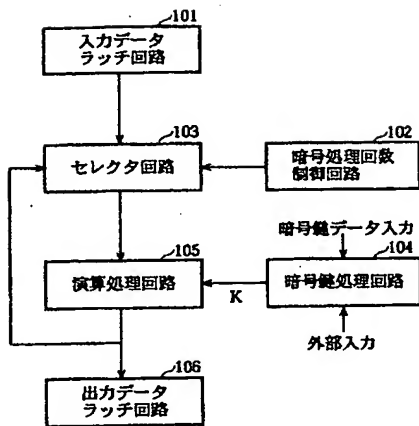 101
入力データ
ラッチ回路
103
セレクタ回路
102
暗号処理回数
制御回路
105
演算処理回路
K
暗号鍵データ入力
104
暗号鍵処理回路
外部入力
106
出力データ
ラッチ回路